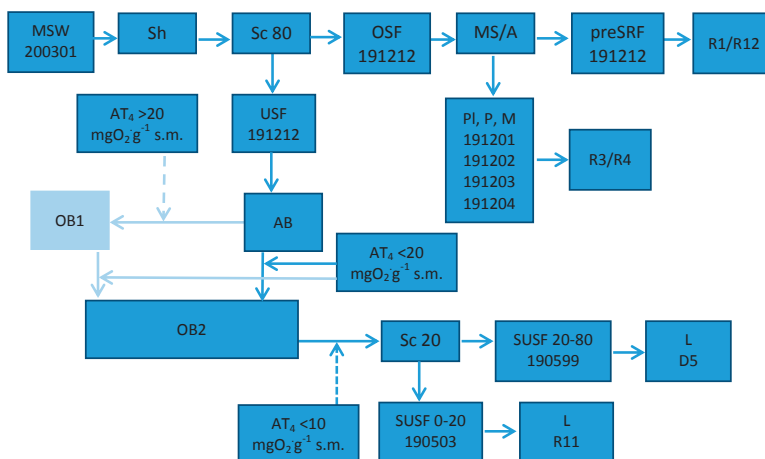 MSW
200301
Sh
Sc 80
OSF
191212
MS/A
preSRF
191212
R1/R12
AT₄ >20
mgO₂·g⁻¹ s.m.
USF
191212
Pl, P, M
191201
191202
191203
191204
R3/R4
OB1
AB
AT₄ <20
mgO₂·g⁻¹ s.m.
OB2
Sc 20
SUSF 20-80
190599
L
D5
AT₄ <10
mgO₂·g⁻¹ s.m.
SUSF 0-20
190503
L
R11